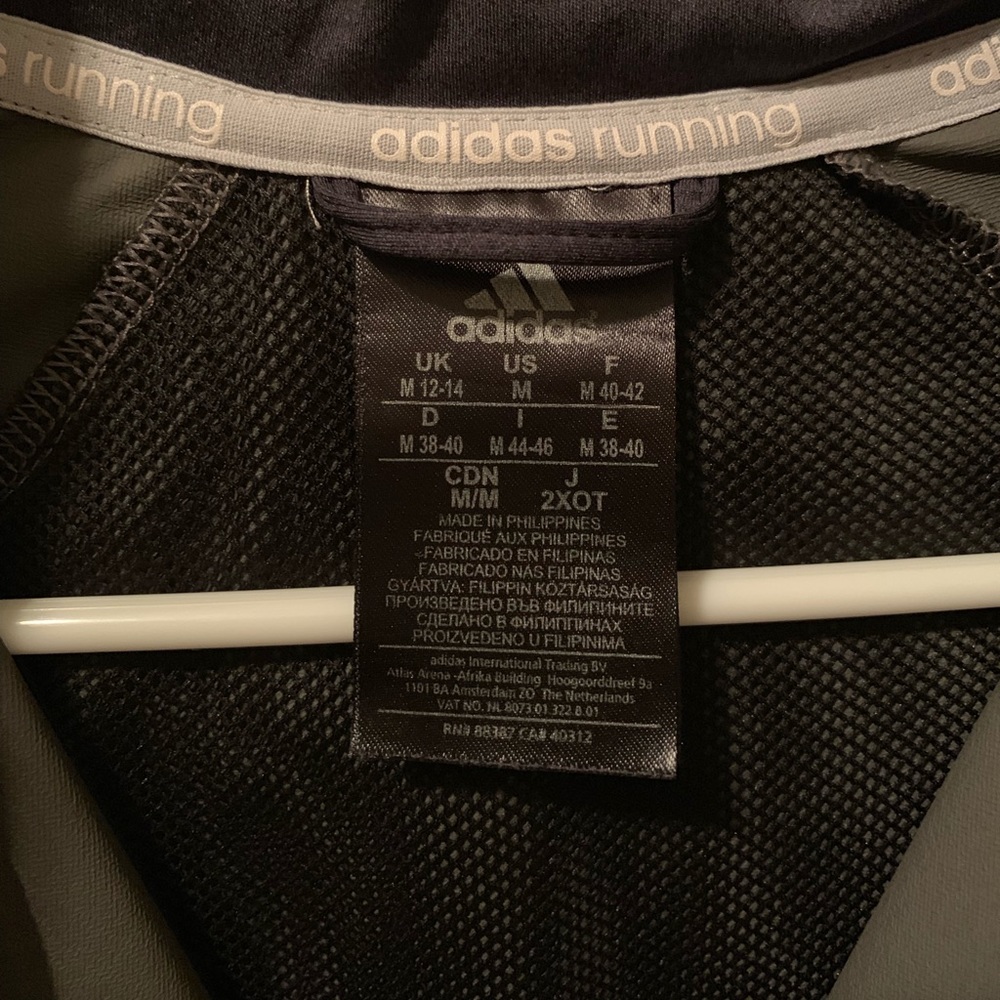 s running adidas running adi
adidas
UK US F
M 12-14 M M 40-42
D I E
M 38-40 M 44-46 M 38-40
CDN J
M/M 2XOT
MADE IN PHILIPPINES
FABRIQUÉ AUX PHILIPPINES
FABRICADO EN FILIPINAS
FABRICADO NAS FILIPINAS
GYÁRTVA: FILIPPIN KÖZTÁRSASÁG
ПРОИЗВЕДЕНО ВЪВ ФИЛИПИНИТЕ
СДЕЛАНО В ФИЛИППИНАХ
PROIZVEDENO U FILIPINIMA
adidas International Trading BV
Atlas Arena -Afrika Building Hoogoorddreef 9a
1101 BA Amsterdam ZO The Netherlands
VAT NO. NL 8073 01 322 B 01
RN# 88387 CA# 40312